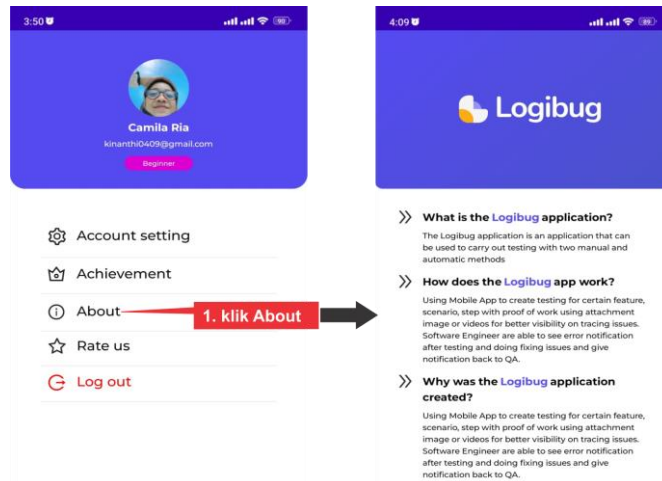 3:50
90
Camila Ria
kinanthi0409@gmail.com
Beginner
Account setting
Achievement
About
1. klik About
Rate us
Log out
4:09
89
Logibug
What is the Logibug application?
The Logibug application is an application that can
be used to carry out testing with two manual and
automatic methods
How does the Logibug app work?
Using Mobile App to create testing for certain feature,
scenario, step with proof of work using attachment
image or videos for better visibility on tracing issues.
Software Engineer are able to see error notification
after testing and doing fixing issues and give
notification back to QA.
Why was the Logibug application
created?
Using Mobile App to create testing for certain feature,
scenario, step with proof of work using attachment
image or videos for better visibility on tracing issues.
Software Engineer are able to see error notification
after testing and doing fixing issues and give
notification back to QA.